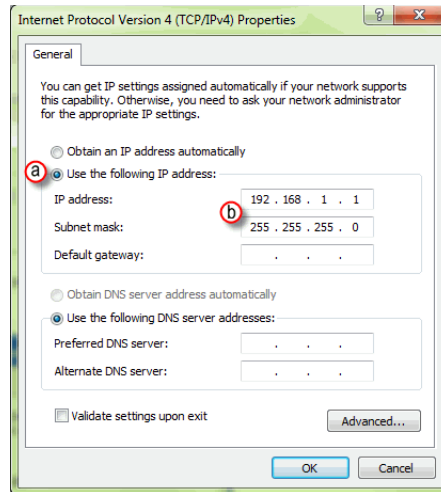 Internet Protocol Version 4 (TCP/IPv4) Properties
? X
General
You can get IP settings assigned automatically if your network supports
this capability. Otherwise, you need to ask your network administrator
for the appropriate IP settings.
Obtain an IP address automatically
a Use the following IP address:
IP address: 192 . 168 . 1 . 1
b
Subnet mask: 255 . 255 . 255 . 0
Default gateway: . . .
Obtain DNS server address automatically
Use the following DNS server addresses:
Preferred DNS server: . . .
Alternate DNS server: . . .
Validate settings upon exit
Advanced...
OK Cancel